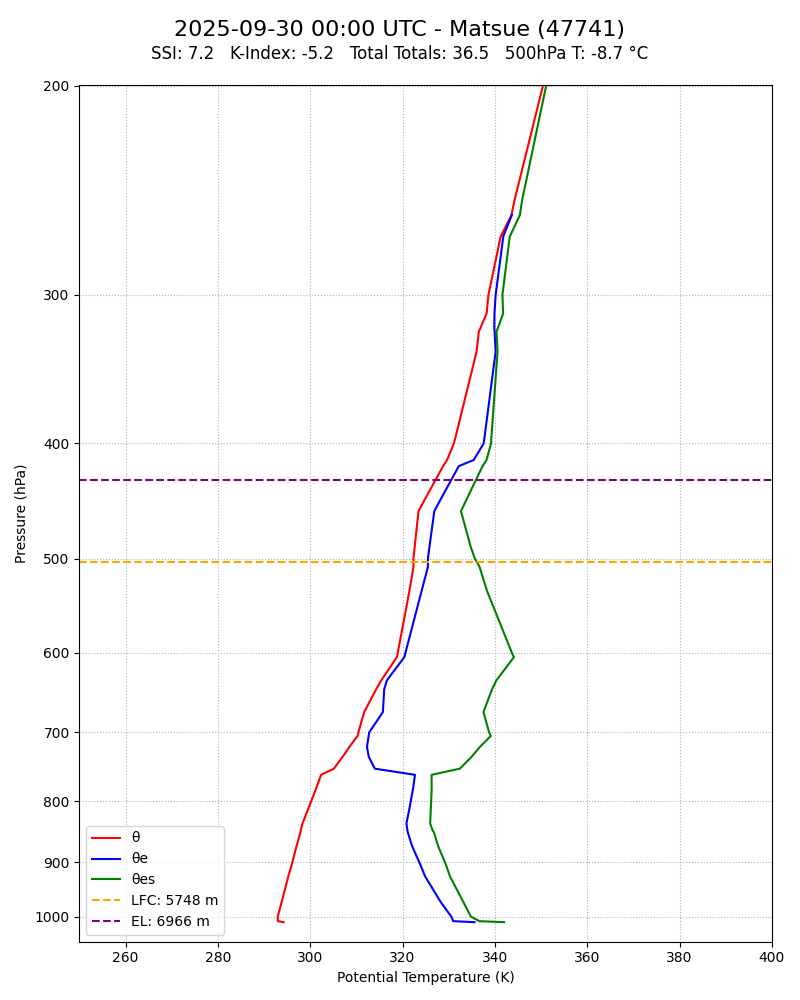 2025-09-30 00:00 UTC - Matsue (47741)
SSI: 7.2   K-Index: -5.2   Total Totals: 36.5   500hPa T: -8.7 °C
200
300
400
500
600
700
800
900
1000
Pressure (hPa)
θ
θe
θes
LFC: 5748 m
EL: 6966 m
260 280 300 320 340 360 380 400
Potential Temperature (K)